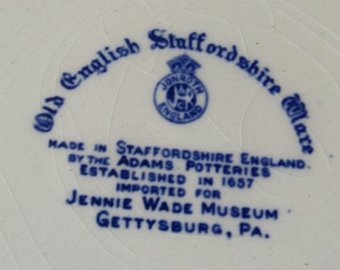 Old English Staffordshire Ware
JONROTH
ENGLAND
MADE IN STAFFORDSHIRE ENGLAND.
BY THE ADAMS POTTERIES
ESTABLISHED IN 1657
IMPORTED FOR
JENNIE WADE MUSEUM
GETTYSBURG, PA.